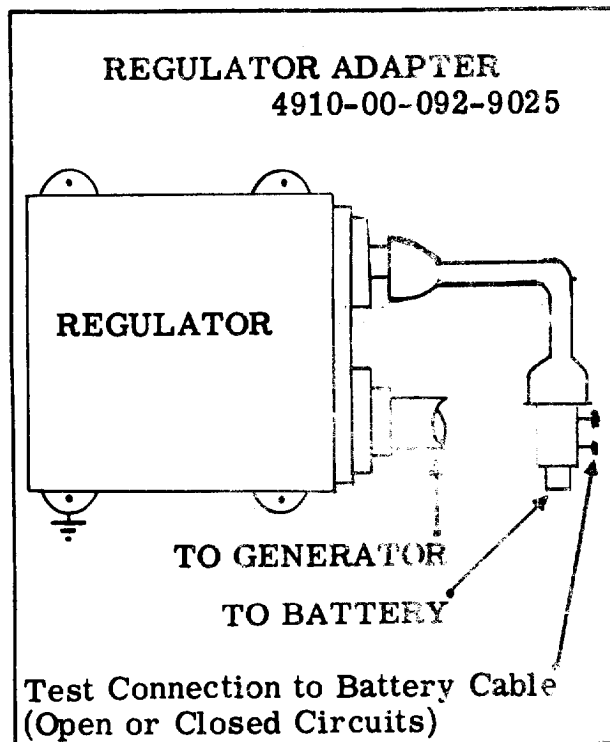 REGULATOR ADAPTER
4910-00-092-9025
REGULATOR
TO GENERATOR
TO BATTERY
Test Connection to Battery Cable
(Open or Closed Circuits)